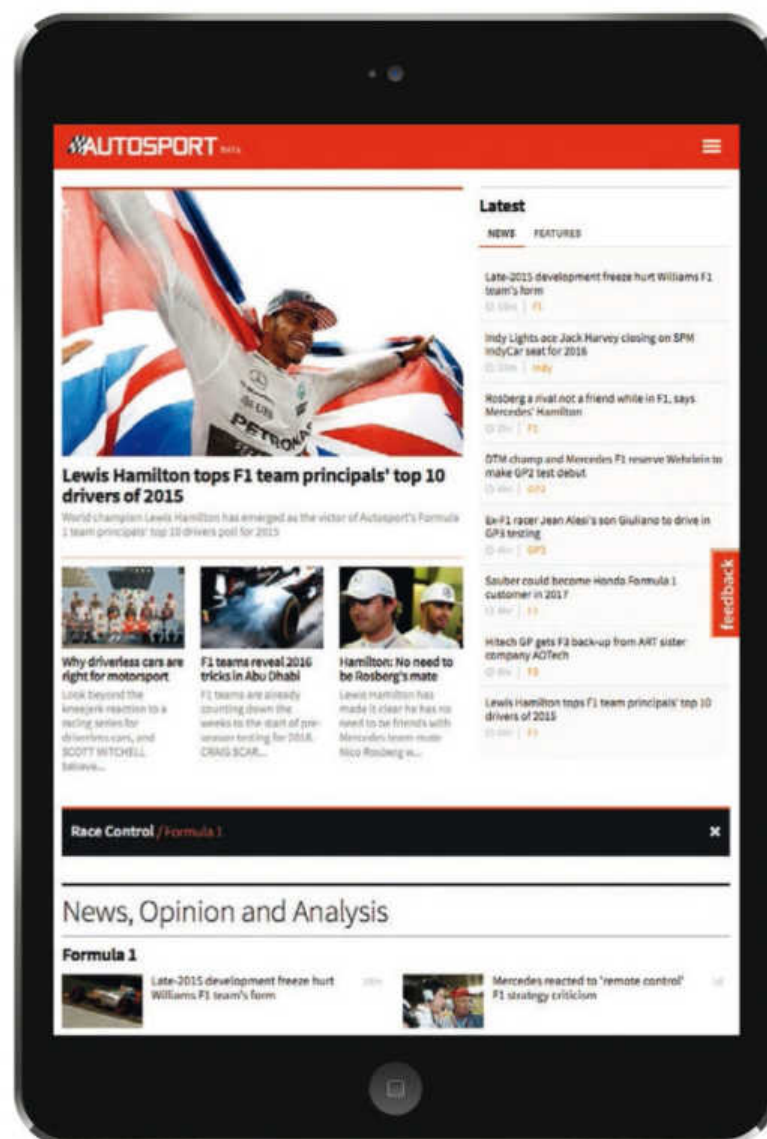 AUTOSPORT BETA
PETRONAS
Lewis Hamilton tops F1 team principals' top 10
drivers of 2015
World champion Lewis Hamilton has emerged as the victor of Autosport's Formula
1 team principals' top 10 drivers poll for 2015
Why driverless cars are
right for motorsport
Look beyond the
kneejerk reaction to a
racing series for
driverless cars, and
SCOTT MITCHELL
believe...
F1 teams reveal 2016
tricks in Abu Dhabi
F1 teams are already
counting down the
weeks to the start of pre-
season testing for 2016.
CRAIG SCAR...
Hamilton: No need to
be Rosberg's mate
Lewis Hamilton has
made it clear he has no
need to be friends with
Mercedes team mate
Nico Rosberg w...
Latest
NEWS FEATURES
Late-2015 development freeze hurt Williams F1
team's form
F1
Indy Lights ace Jack Harvey closing on SPM
IndyCar seat for 2016
Indy
Rosberg a rival not a friend while in F1, says
Mercedes' Hamilton
F1
DTM champ and Mercedes F1 reserve Wehrlein to
make GP2 test debut
GP2
Ex-F1 racer Jean Alesi's son Giuliano to drive in
GP3 testing
GP3
Sauber could become Honda Formula 1
customer in 2017
F1
Hitech GP gets F3 back-up from ART sister
company AOTech
F3
Lewis Hamilton tops F1 team principals' top 10
drivers of 2015
F1
feedback
Race Control / Formula 1
News, Opinion and Analysis
Formula 1
Late-2015 development freeze hurt
Williams F1 team's form
Mercedes reacted to 'remote control'
F1 strategy criticism